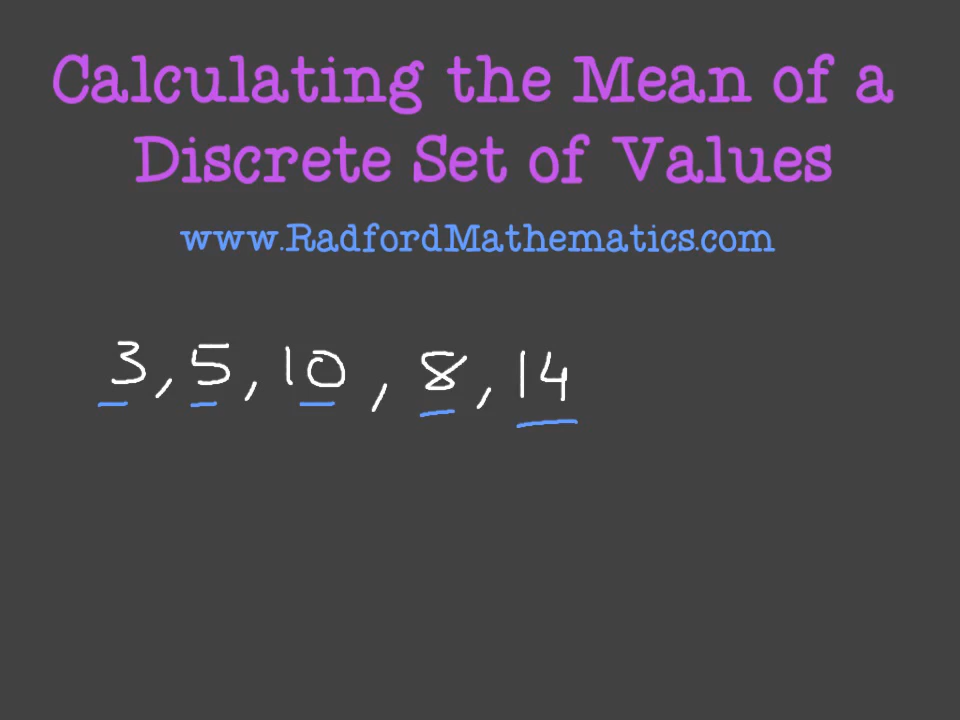 Calculating the Mean of a
Discrete Set of Values
www.RadfordMathematics.com
3, 5, 10, 8, 14